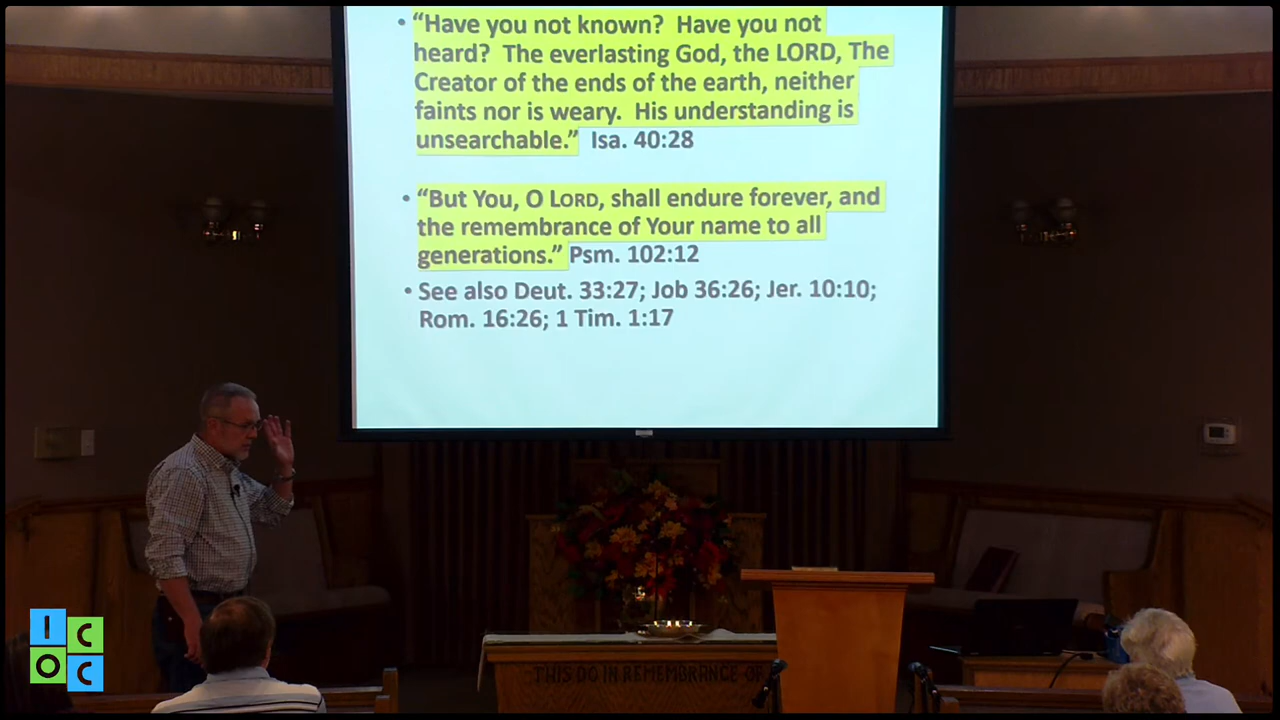 • “Have you not known?  Have you not
heard?  The everlasting God, the LORD, The
Creator of the ends of the earth, neither
faints nor is weary.  His understanding is
unsearchable.”  Isa. 40:28
• “But You, O LORD, shall endure forever, and
the remembrance of Your name to all
generations.” Psm. 102:12
• See also Deut. 33:27; Job 36:26; Jer. 10:10;
Rom. 16:26; 1 Tim. 1:17
I C
O C
THIS DO IN REMEMBRANCE OF